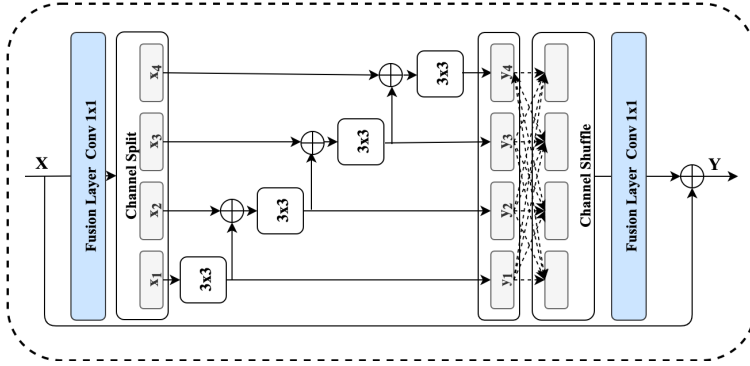 X
Fusion Layer Conv 1x1
Channel Split
x4
x3
x2
x1
3x3
3x3
3x3
3x3
y4
y3
y2
y1
Channel Shuffle
Fusion Layer Conv 1x1
Y